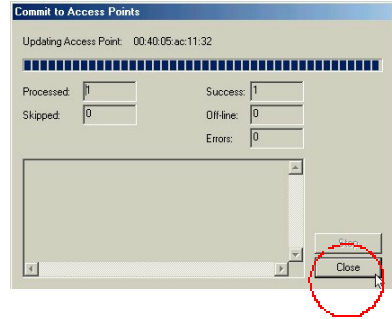 Commit to Access Points
Updating Access Point: 00:40:05:ac:11:32
Processed: 1 Success: 1
Skipped: 0 Off-line: 0
Errors: 0
Stop
Close